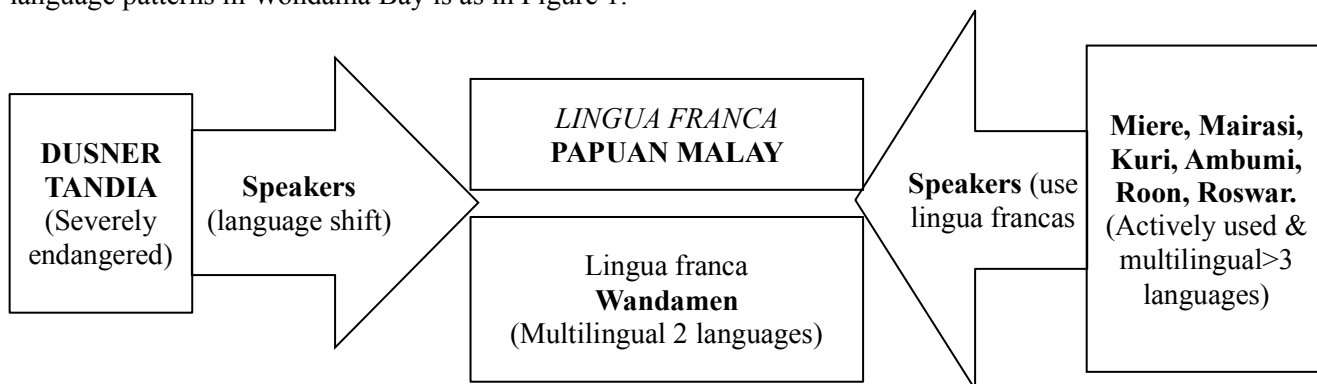 language patterns in Wondama Bay is as in Figure 1.
DUSNER
TANDIA
(Severely
endangered)
Speakers
(language shift)
LINGUA FRANCA
PAPUAN MALAY
Lingua franca
Wandamen
(Multilingual 2 languages)
Speakers (use
lingua francas
Miere, Mairasi,
Kuri, Ambumi,
Roon, Roswar.
(Actively used &
multilingual>3
languages)